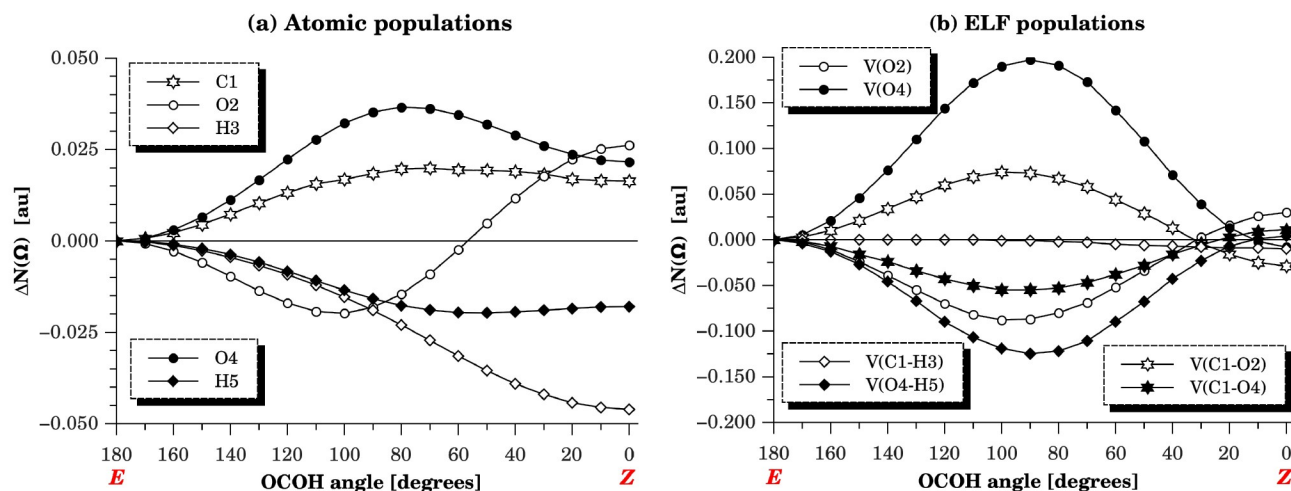 (a) Atomic populations
0.050
0.025
0.000
−0.025
−0.050
ΔN(Ω) [au]
C1
O2
H3
O4
H5
180 160 140 120 100 80 60 40 20 0
E OCOH angle [degrees] Z
(b) ELF populations
0.200
0.150
0.100
0.050
0.000
−0.050
−0.100
−0.125
−0.200
ΔN(Ω) [au]
V(O2)
V(O4)
V(C1-H3)
V(O4-H5)
V(C1-O2)
V(C1-O4)
180 160 140 120 100 80 60 40 20 0
E OCOH angle [degrees] Z